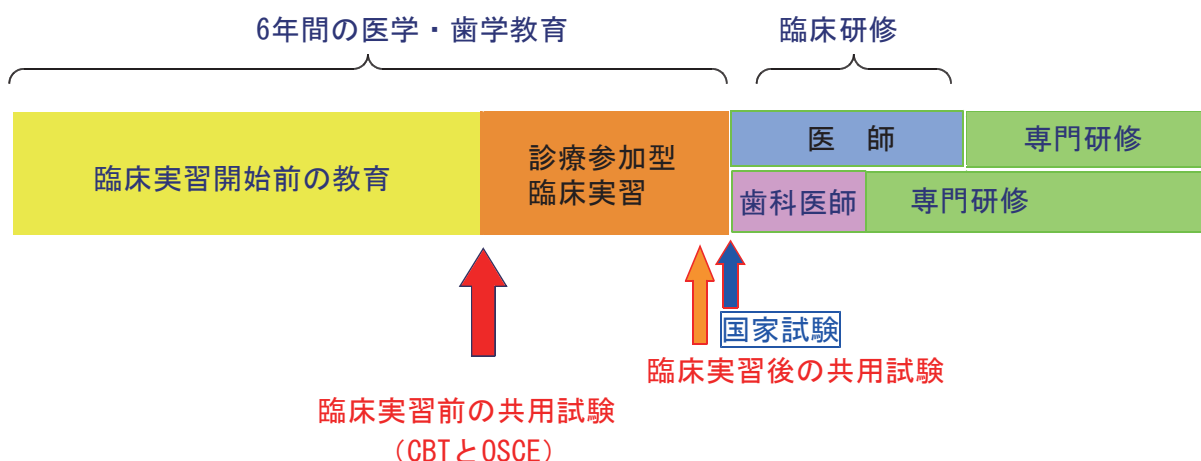 6年間の医学・歯学教育
臨床研修
臨床実習開始前の教育
診療参加型
臨床実習
医　師
専門研修
歯科医師
専門研修
国家試験
臨床実習後の共用試験
臨床実習前の共用試験
(CBTとOSCE)